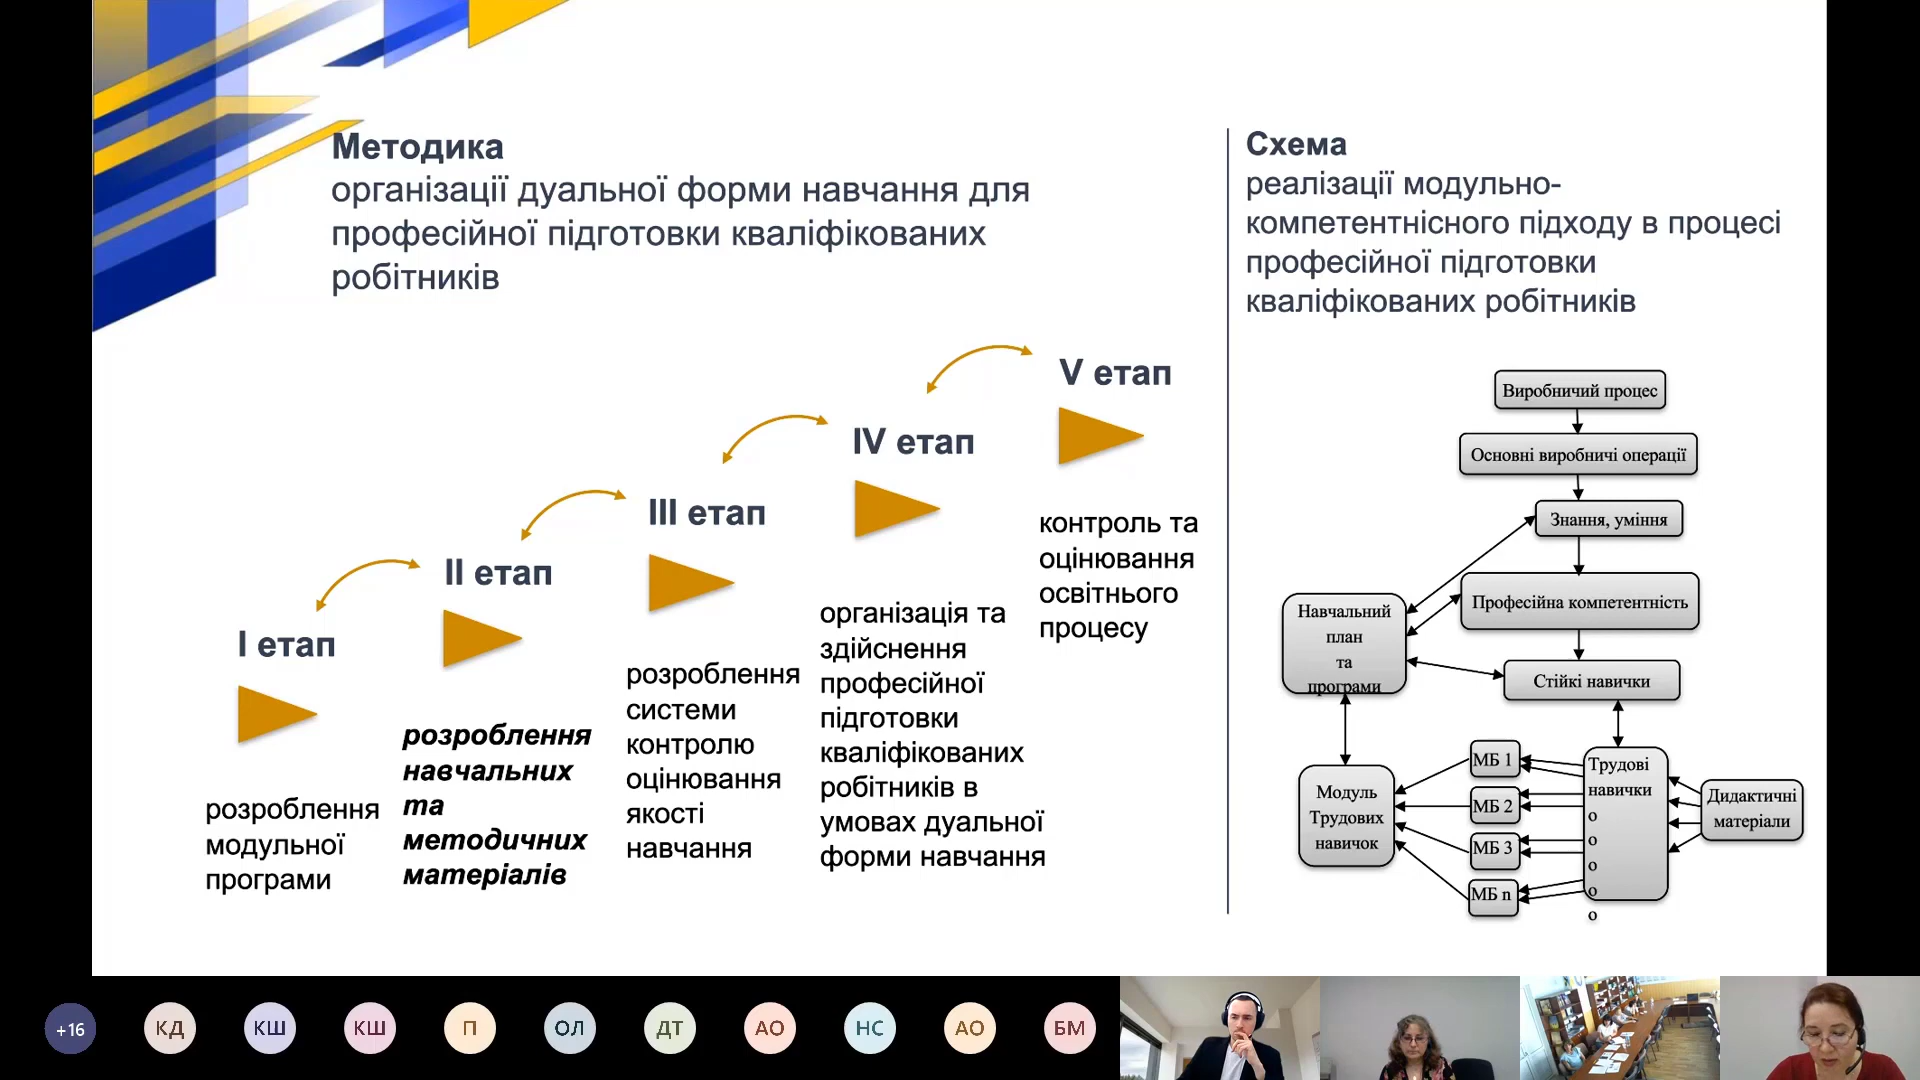 Методика
організації дуальної форми навчання для
професійної підготовки кваліфікованих
робітників
I етап
розроблення
модульної
програми
II етап
розроблення
навчальних
та
методичних
матеріалів
III етап
розроблення
системи
контролю
оцінювання
якості
навчання
IV етап
організація та
здійснення
професійної
підготовки
кваліфікованих
робітників в
умовах дуальної
форми навчання
V етап
контроль та
оцінювання
освітнього
процесу
Схема
реалізації модульно-
компетентнісного підходу в процесі
професійної підготовки
кваліфікованих робітників
Виробничий процес
Основні виробничі операції
Знання, уміння
Професійна компетентність
Стійкі навички
Навчальний
план
та
програми
Модуль
Трудових
навичок
МБ 1
МБ 2
МБ 3
МБ n
Трудові
навички
о
о
о
о
о
Дидактичні
матеріали
+16
КД
КШ
КШ
П
ОЛ
ДТ
АО
НС
АО
БМ